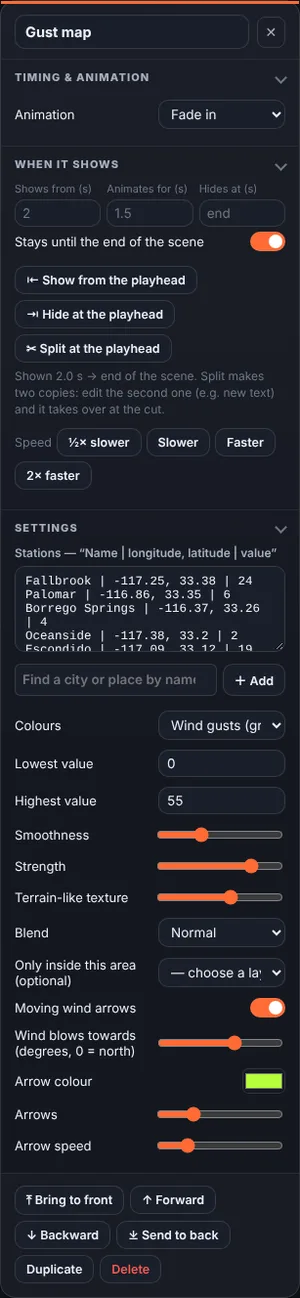 Gust map ×
TIMING & ANIMATION
Animation Fade in
WHEN IT SHOWS
Shows from (s) Animates for (s) Hides at (s)
2 1.5 end
Stays until the end of the scene
⇤ Show from the playhead
⇥ Hide at the playhead
✂ Split at the playhead
Shown 2.0 s → end of the scene. Split makes
two copies: edit the second one (e.g. new text)
and it takes over at the cut.
Speed ½× slower Slower Faster
2× faster
SETTINGS
Stations — “Name | longitude, latitude | value”
Fallbrook | -117.25, 33.38 | 24
Palomar | -116.86, 33.35 | 6
Borrego Springs | -116.37, 33.26
| 4
Oceanside | -117.38, 33.2 | 2
Escondido | -117.09, 33.12 | 19
Find a city or place by name + Add
Colours Wind gusts (gr
Lowest value 0
Highest value 55
Smoothness
Strength
Terrain-like texture
Blend Normal
Only inside this area
(optional) — choose a lay
Moving wind arrows
Wind blows towards
(degrees, 0 = north)
Arrow colour
Arrows
Arrow speed
⤒ Bring to front ↑ Forward
↓ Backward ⤓ Send to back
Duplicate Delete